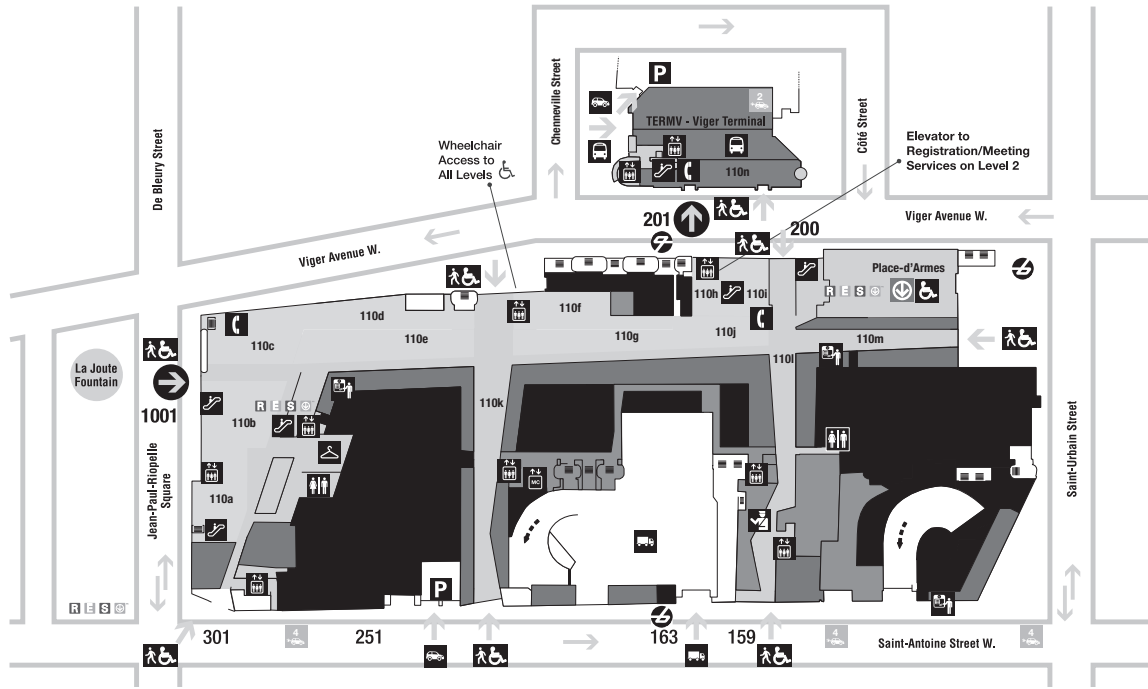 P
2
TERMV - Viger Terminal
110n
Chenneville Street
Côté Street
De Bleury Street
Wheelchair
Access to
All Levels
Elevator to
Registration/Meeting
Services on Level 2
201
200
Viger Avenue W.
Viger Avenue W.
Place-d'Armes
RÉSO
110h
110i
110f
110d
110c
110e
110g
110j
110l
110m
La Joute
Fountain
1001
110k
RÉSO
110b
110a
MC
Jean-Paul-Riopelle
Square
Saint-Urbain Street
P
RÉSO
301
4
251
163
159
4
4
Saint-Antoine Street W.